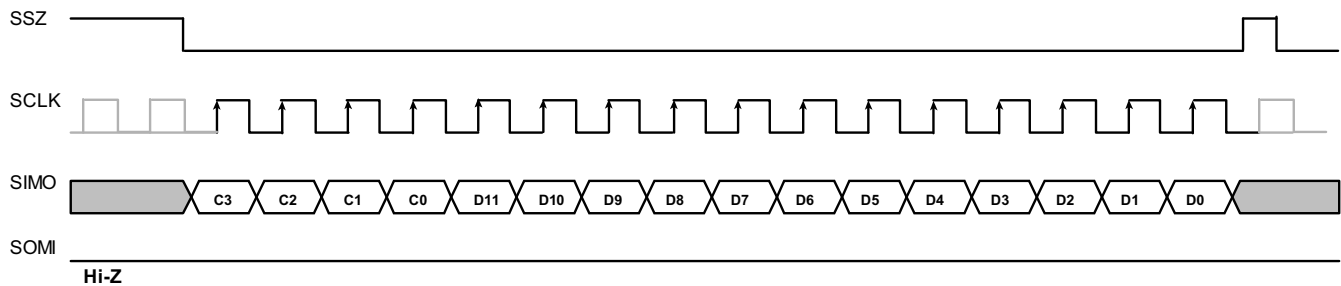 SSZ
SCLK
SIMO C3 C2 C1 C0 D11 D10 D9 D8 D7 D6 D5 D4 D3 D2 D1 D0
SOMI
Hi-Z